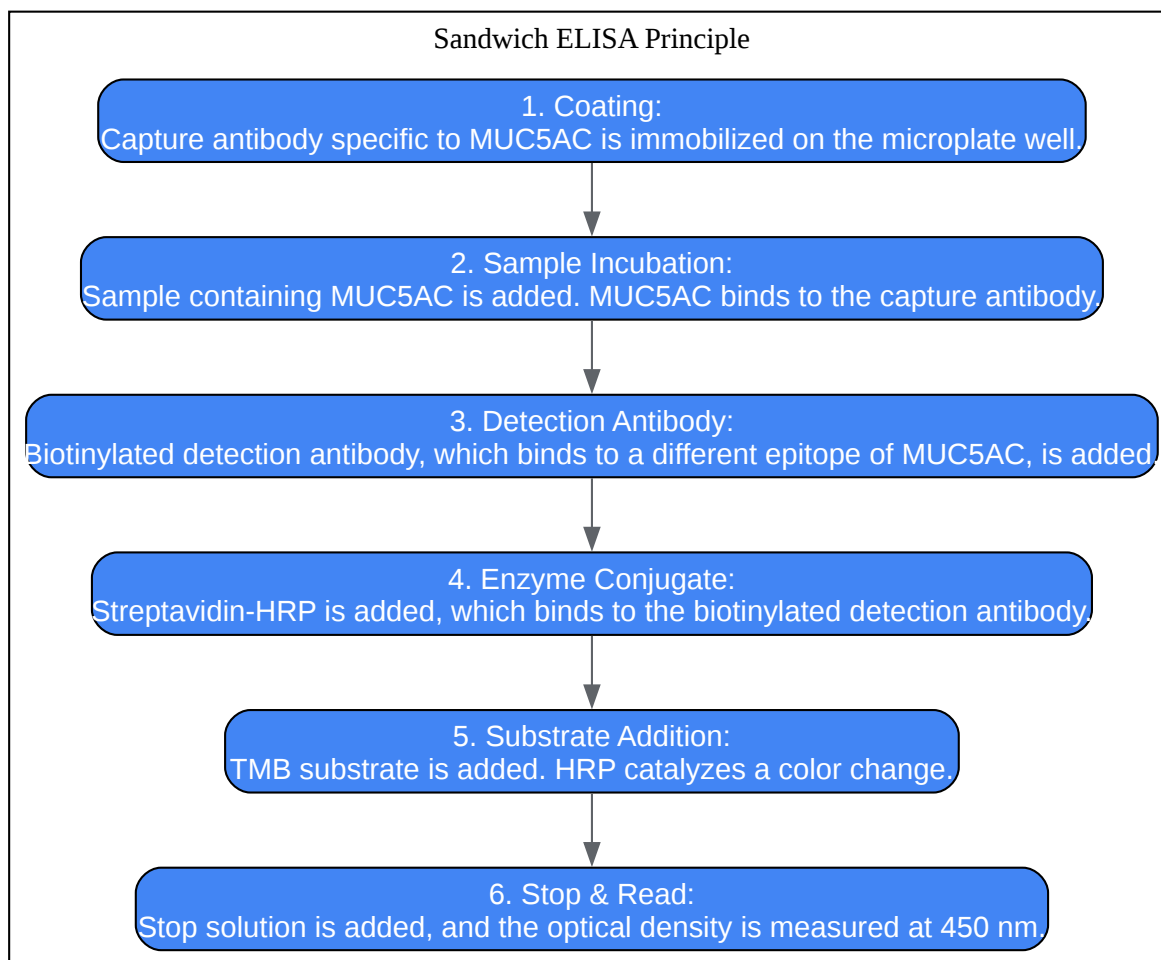 Sandwich ELISA Principle
1. Coating:
Capture antibody specific to MUC5AC is immobilized on the microplate well.
2. Sample Incubation:
Sample containing MUC5AC is added. MUC5AC binds to the capture antibody.
3. Detection Antibody:
Biotinylated detection antibody, which binds to a different epitope of MUC5AC, is added.
4. Enzyme Conjugate:
Streptavidin-HRP is added, which binds to the biotinylated detection antibody.
5. Substrate Addition:
TMB substrate is added. HRP catalyzes a color change.
6. Stop & Read:
Stop solution is added, and the optical density is measured at 450 nm.